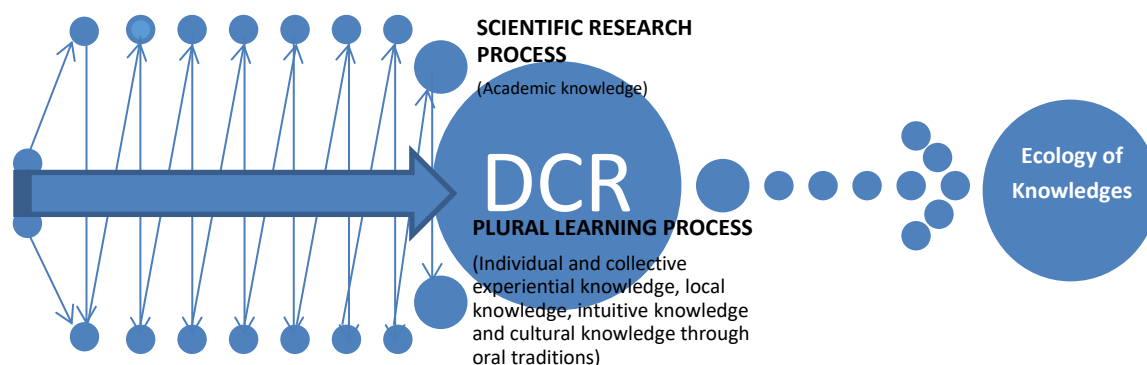 SCIENTIFIC RESEARCH
PROCESS
(Academic knowledge)
DCR
PLURAL LEARNING PROCESS
(Individual and collective
experiential knowledge, local
knowledge, intuitive knowledge
and cultural knowledge through
oral traditions)
Ecology of
Knowledges